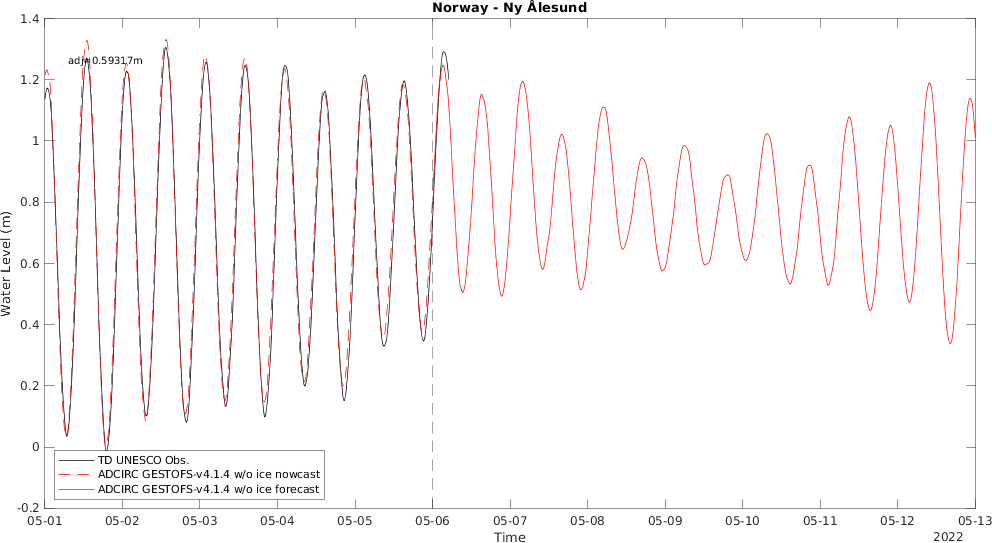 Norway - Ny Ålesund
1.4
1.2
1
0.8
0.6
0.4
0.2
0
-0.2
Water Level (m)
adj=0.59317m
TD UNESCO Obs.
ADCIRC GESTOFS-v4.1.4 w/o ice nowcast
ADCIRC GESTOFS-v4.1.4 w/o ice forecast
05-01 05-02 05-03 05-04 05-05 05-06 05-07 05-08 05-09 05-10 05-11 05-12 05-13
Time
2022